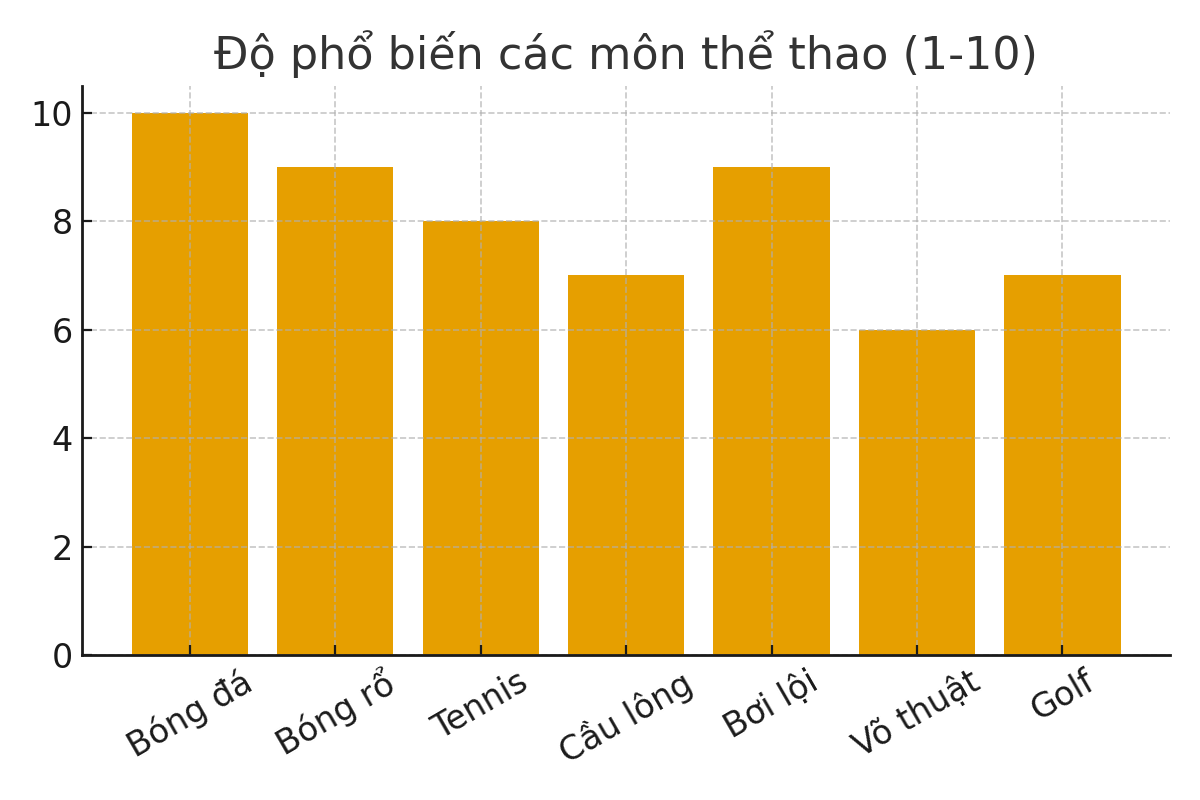 Độ phổ biến các môn thể thao (1-10)
10
8
6
4
2
0
Bóng đá
Bóng rổ
Tennis
Cầu lông
Bơi lội
Võ thuật
Golf